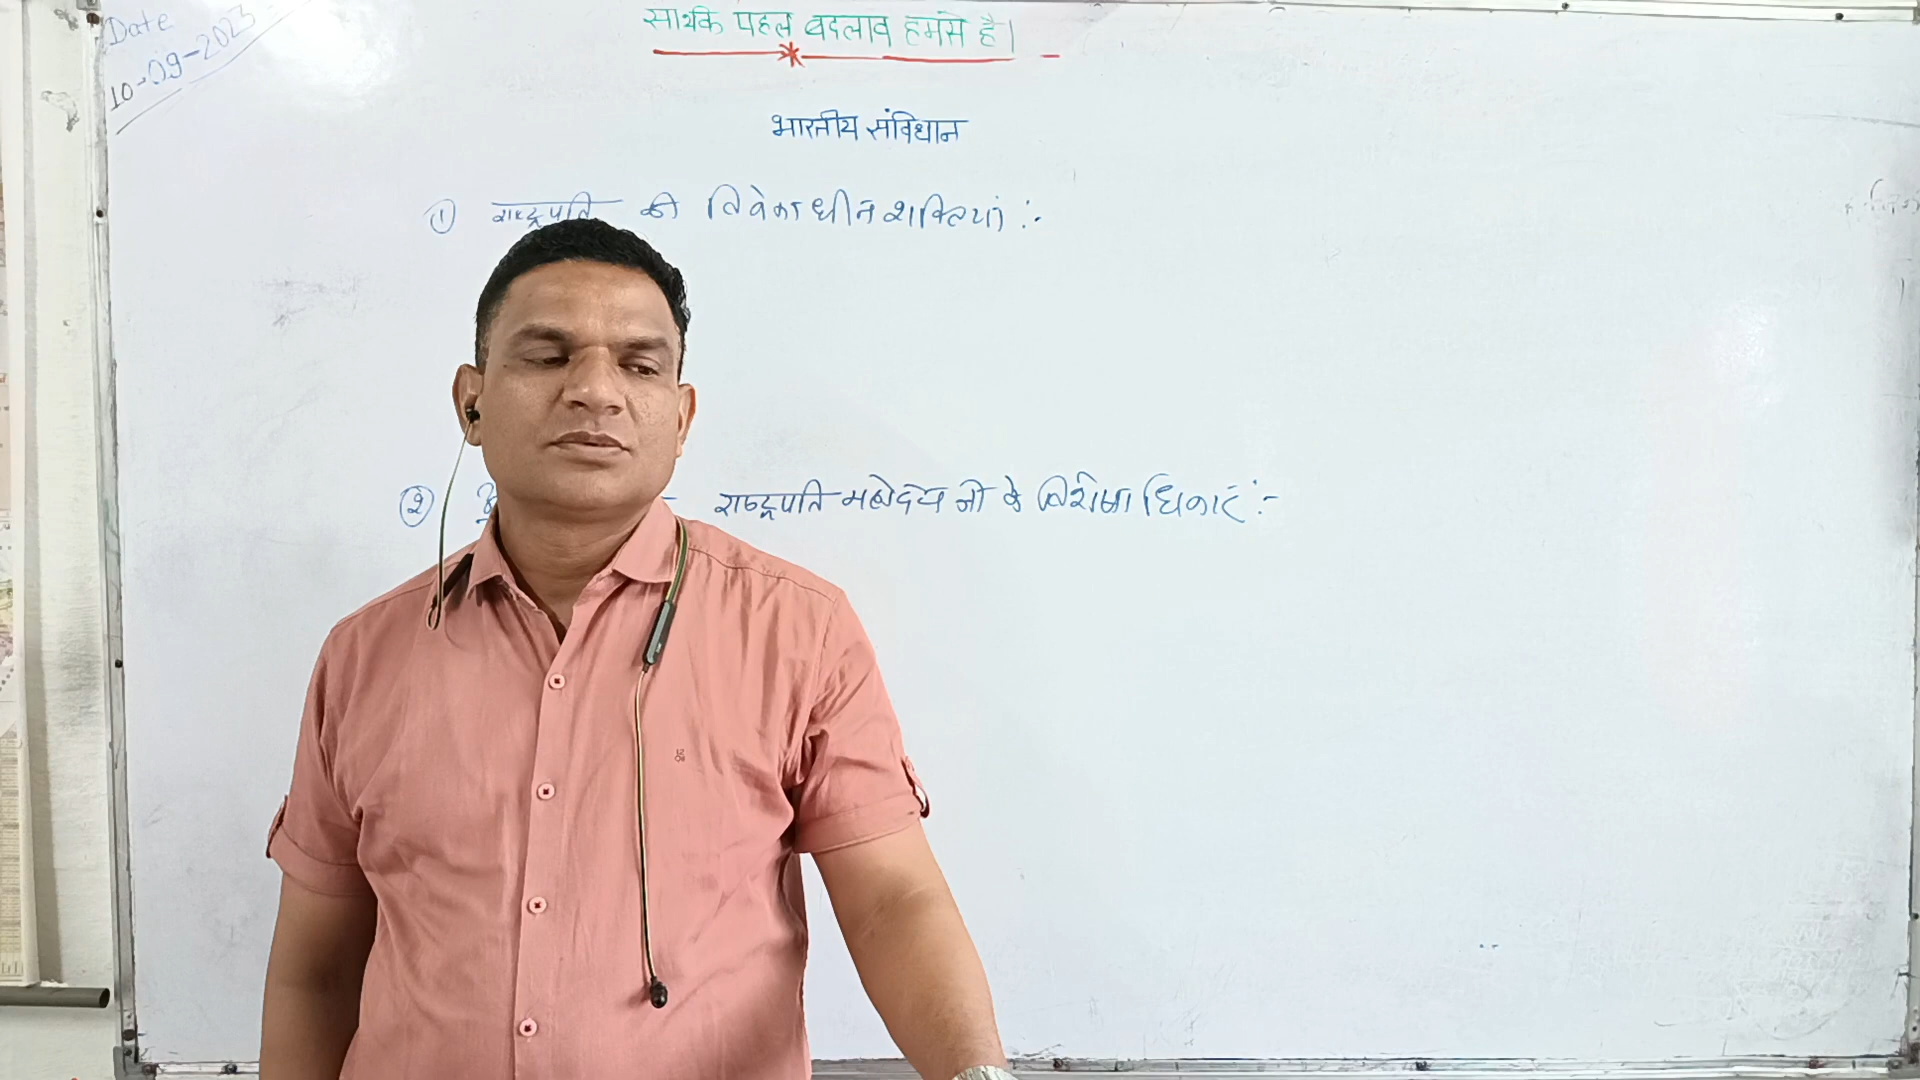 Date
10-09-2023
सार्थक पहल बदलाव हमसे है।
भारतीय संविधान
① राष्ट्रपति की विवेकाधीन शक्तियां :-
② राष्ट्रपति महोदय जी के विशेषाधिकार :-